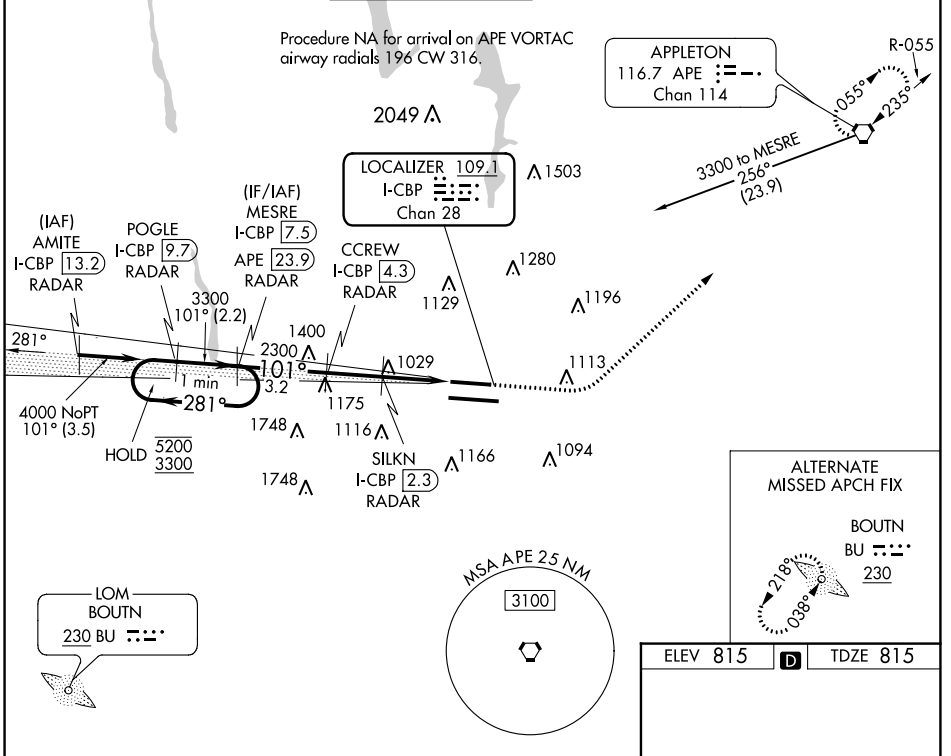 Procedure NA for arrival on APE VORTAC
airway radials 196 CW 316.
APPLETON
116.7 APE
Chan 114
R-055
055°
235°
3300 to MESRE
256°
(23.9)
2049
LOCALIZER 109.1
I-CBP
Chan 28
1503
(IAF)
AMITE
I-CBP 13.2
RADAR
POGLE
I-CBP 9.7
RADAR
(IF/IAF)
MESRE
I-CBP 7.5
APE 23.9
RADAR
CCREW
I-CBP 4.3
RADAR
1280
1129
1196
3300
101° (2.2)
281°
1400
2300
101°
3.2
1029
1113
1 min
281°
1175
4000 NoPT
101° (3.5)
HOLD 5200
3300
1748
1116
1748
SILKN
I-CBP 2.3
RADAR
1166
1094
ALTERNATE
MISSED APCH FIX
BOUTN
BU
230
218°
038°
MSA APE 25 NM
3100
LOM
BOUTN
230 BU
ELEV 815
D
TDZE 815